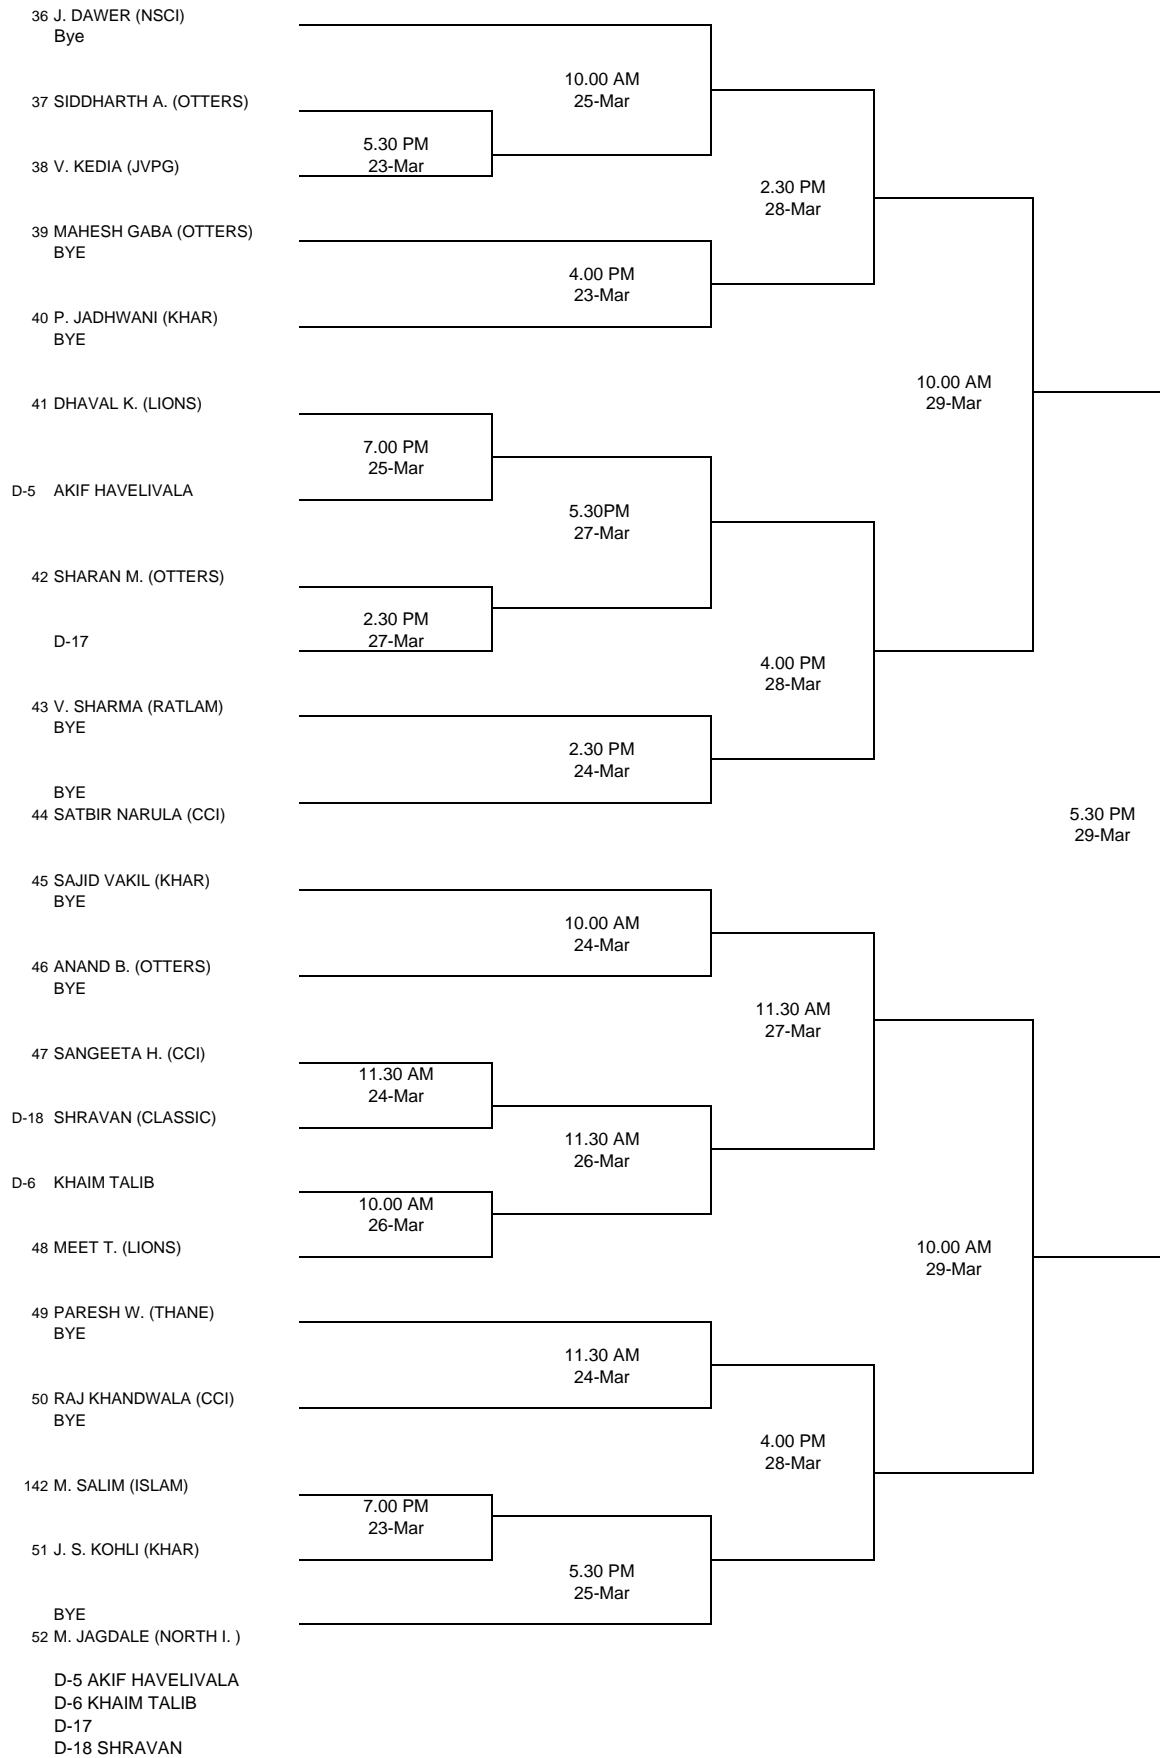 36 J. DAWER (NSCI)
Bye
10.00 AM
25-Mar
37 SIDDHARTH A. (OTTERS)
5.30 PM
23-Mar
38 V. KEDIA (JVPG)
2.30 PM
28-Mar
39 MAHESH GABA (OTTERS)
BYE
4.00 PM
23-Mar
40 P. JADHWANI (KHAR)
BYE
10.00 AM
29-Mar
41 DHAVAL K. (LIONS)
7.00 PM
25-Mar
D-5 AKIF HAVELIVALA
5.30PM
27-Mar
42 SHARAN M. (OTTERS)
2.30 PM
27-Mar
D-17
4.00 PM
28-Mar
43 V. SHARMA (RATLAM)
BYE
2.30 PM
24-Mar
BYE
44 SATBIR NARULA (CCI)
5.30 PM
29-Mar
45 SAJID VAKIL (KHAR)
BYE
10.00 AM
24-Mar
46 ANAND B. (OTTERS)
BYE
11.30 AM
27-Mar
47 SANGEETA H. (CCI)
11.30 AM
24-Mar
D-18 SHRAVAN (CLASSIC)
11.30 AM
26-Mar
D-6 KHAIM TALIB
10.00 AM
26-Mar
48 MEET T. (LIONS)
10.00 AM
29-Mar
49 PARESH W. (THANE)
BYE
11.30 AM
24-Mar
50 RAJ KHANDWALA (CCI)
BYE
4.00 PM
28-Mar
142 M. SALIM (ISLAM)
7.00 PM
23-Mar
51 J. S. KOHLI (KHAR)
5.30 PM
25-Mar
BYE
52 M. JAGDALE (NORTH I. )
D-5 AKIF HAVELIVALA
D-6 KHAIM TALIB
D-17
D-18 SHRAVAN